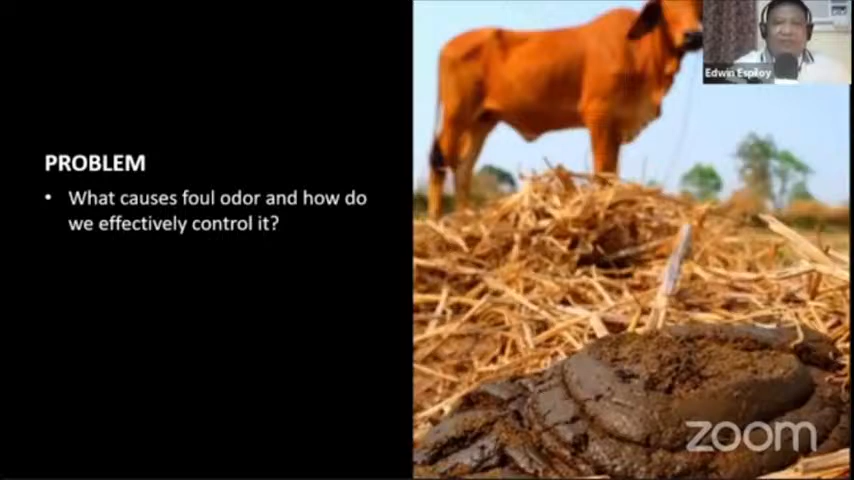 Edwin Espiloy
PROBLEM
• What causes foul odor and how do
we effectively control it?
zoom